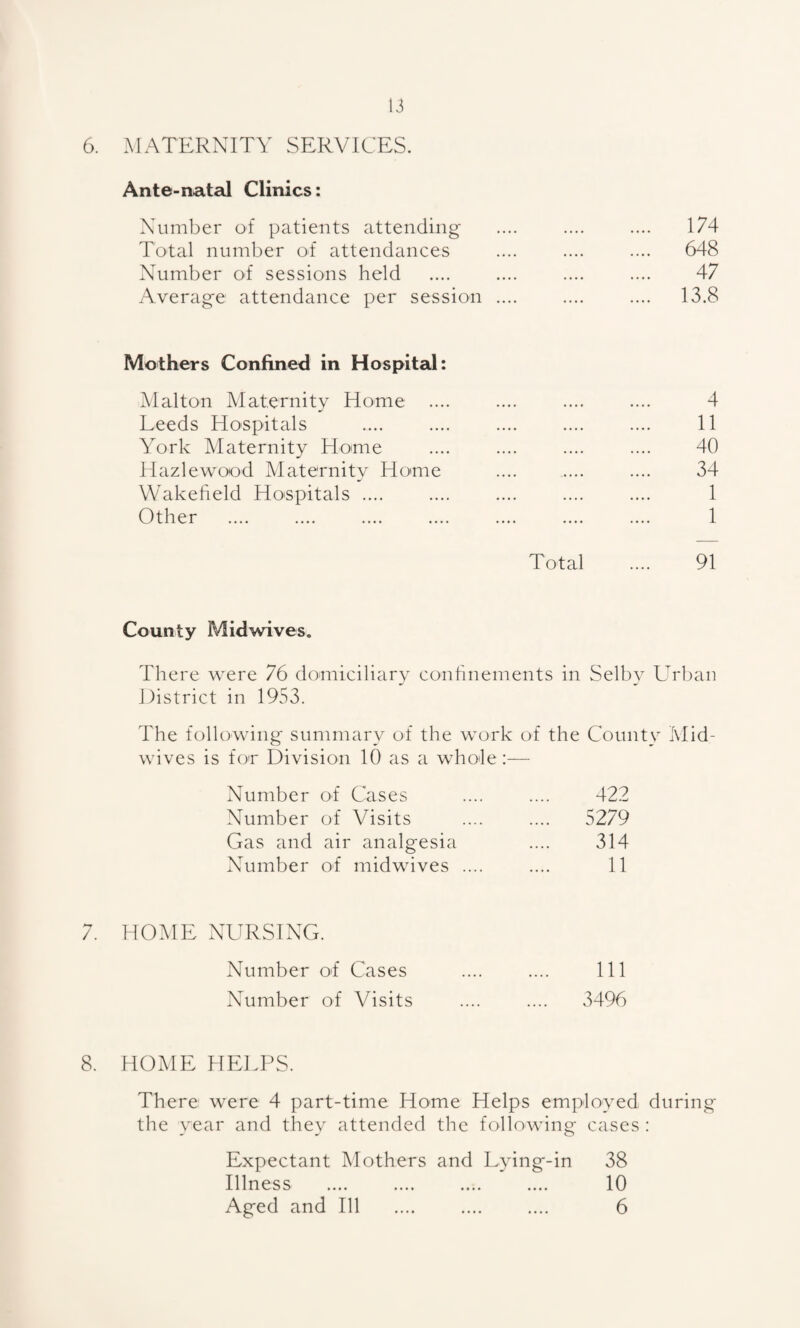 13
6. MATERNITY SERVICES.
Ante-natal Clinics:
Number of patients attending .... .... .... 174
Total number of attendances .... .... .... 648
Number of sessions held .... .... .... .... 47
Average attendance per session .... .... .... 13.8
Mothers Confined in Hospital:
Malton Maternity Home .... .... .... .... 4
Leeds Hospitals .... .... .... .... .... 11
York Maternity Home .... .... .... .... 40
Hazlewood Maternity Home .... .... .... 34
Wakefield Hospitals .... .... .... .... .... 1
Other .... .... .... .... .... .... .... 1
Total .... 91
County Midwives.
There were 76 domiciliary confinements in Selby Urban
District in 1953.
The following summary of the work of the County Mid-
wives is for Division 10 as a whole:—
Number of Cases .... .... 422
Number of Visits .... .... 5279
Gas and air analgesia .... 314
Number of midwives .... .... 11
7. HOME NURSING.
Number of Cases .... .... 111
Number of Visits .... .... 3496
8. HOME HELPS.
There were 4 part-time Home Helps employed during
the year and they attended the following cases:
Expectant Mothers and Lying-in 38
Illness .... .... .... .... 10
Aged and Ill .... .... .... 6